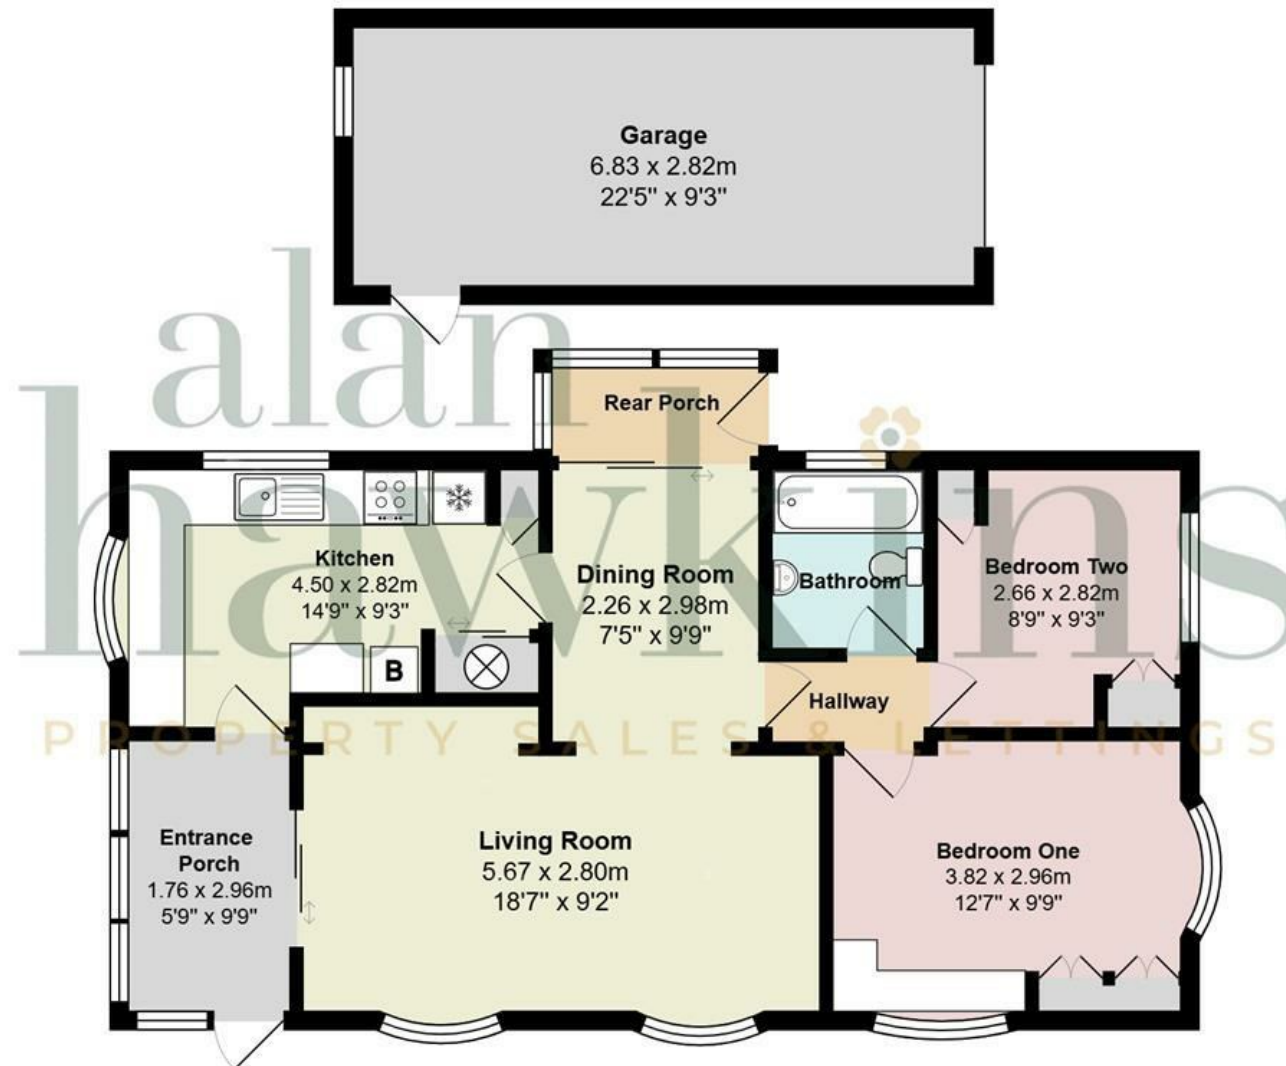 Garage
6.83 x 2.82m
22'5" x 9'3"
alan
hawkins
PROPERTY SALES & LETTINGS
Rear Porch
Kitchen
4.50 x 2.82m
14'9" x 9'3"
B
Dining Room
2.26 x 2.98m
7'5" x 9'9"
Bathroom
Bedroom Two
2.66 x 2.82m
8'9" x 9'3"
Hallway
Entrance
Porch
1.76 x 2.96m
5'9" x 9'9"
Living Room
5.67 x 2.80m
18'7" x 9'2"
Bedroom One
3.82 x 2.96m
12'7" x 9'9"